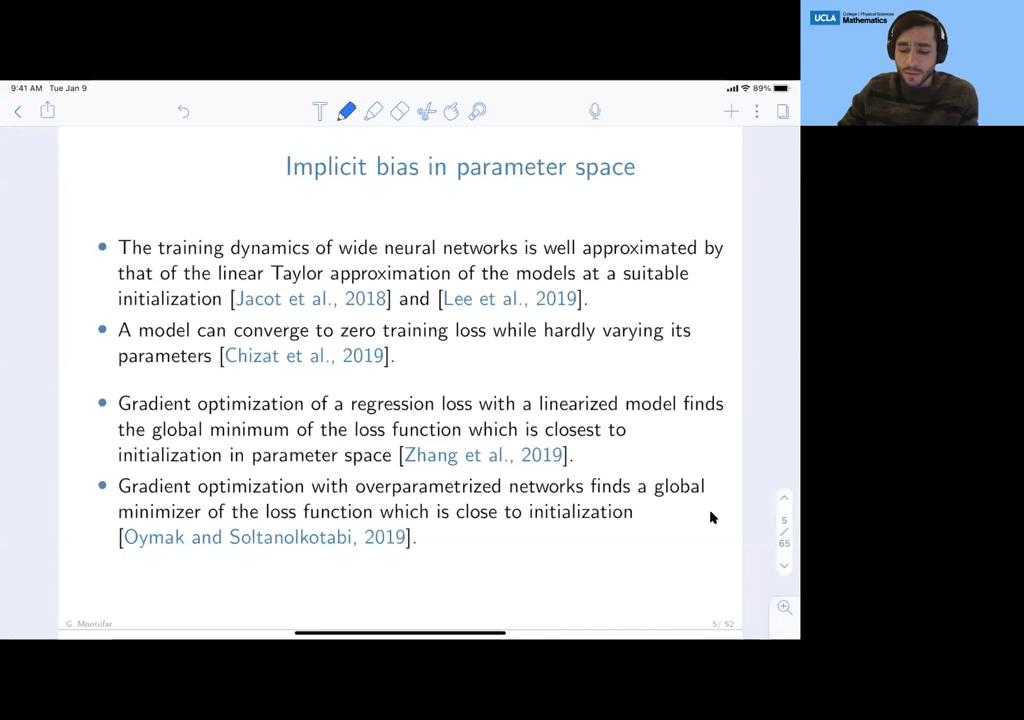 UCLA
College | Physical Sciences
Mathematics
9:41 AM Tue Jan 9
89%
Implicit bias in parameter space
• The training dynamics of wide neural networks is well approximated by
that of the linear Taylor approximation of the models at a suitable
initialization [Jacot et al., 2018] and [Lee et al., 2019].
• A model can converge to zero training loss while hardly varying its
parameters [Chizat et al., 2019].
• Gradient optimization of a regression loss with a linearized model finds
the global minimum of the loss function which is closest to
initialization in parameter space [Zhang et al., 2019].
• Gradient optimization with overparametrized networks finds a global
minimizer of the loss function which is close to initialization
[Oymak and Soltanolkotabi, 2019].
5
/
65
G. Montúfar
5/ 52